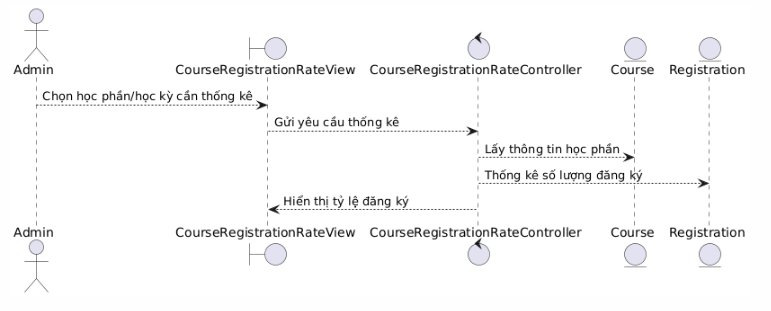 Admin
CourseRegistrationRateView
CourseRegistrationRateController
Course
Registration
Chọn học phần/học kỳ cần thống kê
Gửi yêu cầu thống kê
Lấy thông tin học phần
Thống kê số lượng đăng ký
Hiển thị tỷ lệ đăng ký
Admin
CourseRegistrationRateView
CourseRegistrationRateController
Course
Registration